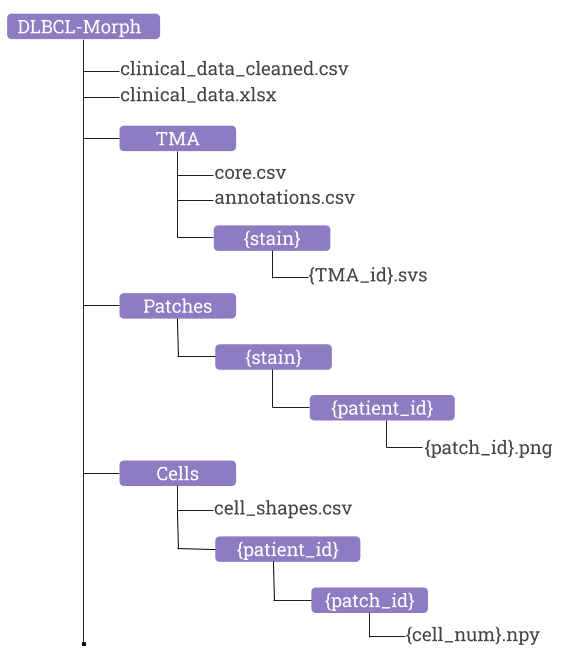 DLBCL-Morph
clinical_data_cleaned.csv
clinical_data.xlsx
TMA
core.csv
annotations.csv
{stain}
{TMA_id}.svs
Patches
{stain}
{patient_id}
{patch_id}.png
Cells
cell_shapes.csv
{patient_id}
{patch_id}
{cell_num}.npy